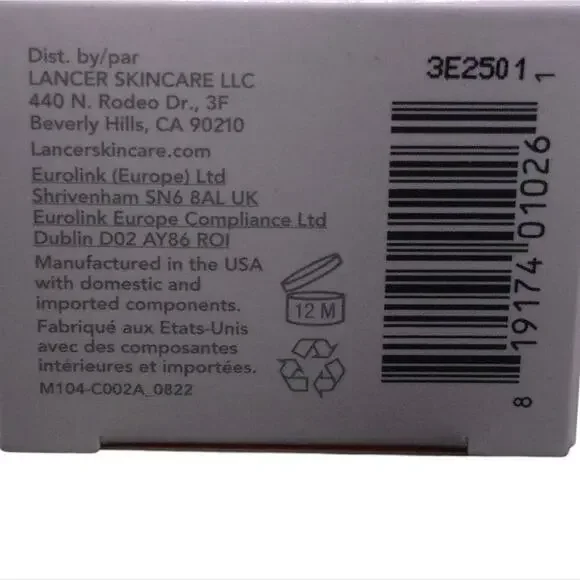 Dist. by/par
LANCER SKINCARE LLC
440 N. Rodeo Dr., 3F
Beverly Hills, CA 90210
Lancerskincare.com
Eurolink (Europe) Ltd
Shrivenham SN6 8AL UK
Eurolink Europe Compliance Ltd
Dublin D02 AY86 ROI
Manufactured in the USA
with domestic and
imported components.
Fabriqué aux Etats-Unis
avec des composantes
intérieures et importées.
M104-C002A_0822
12 M
3E2501
8 19174 01026 1